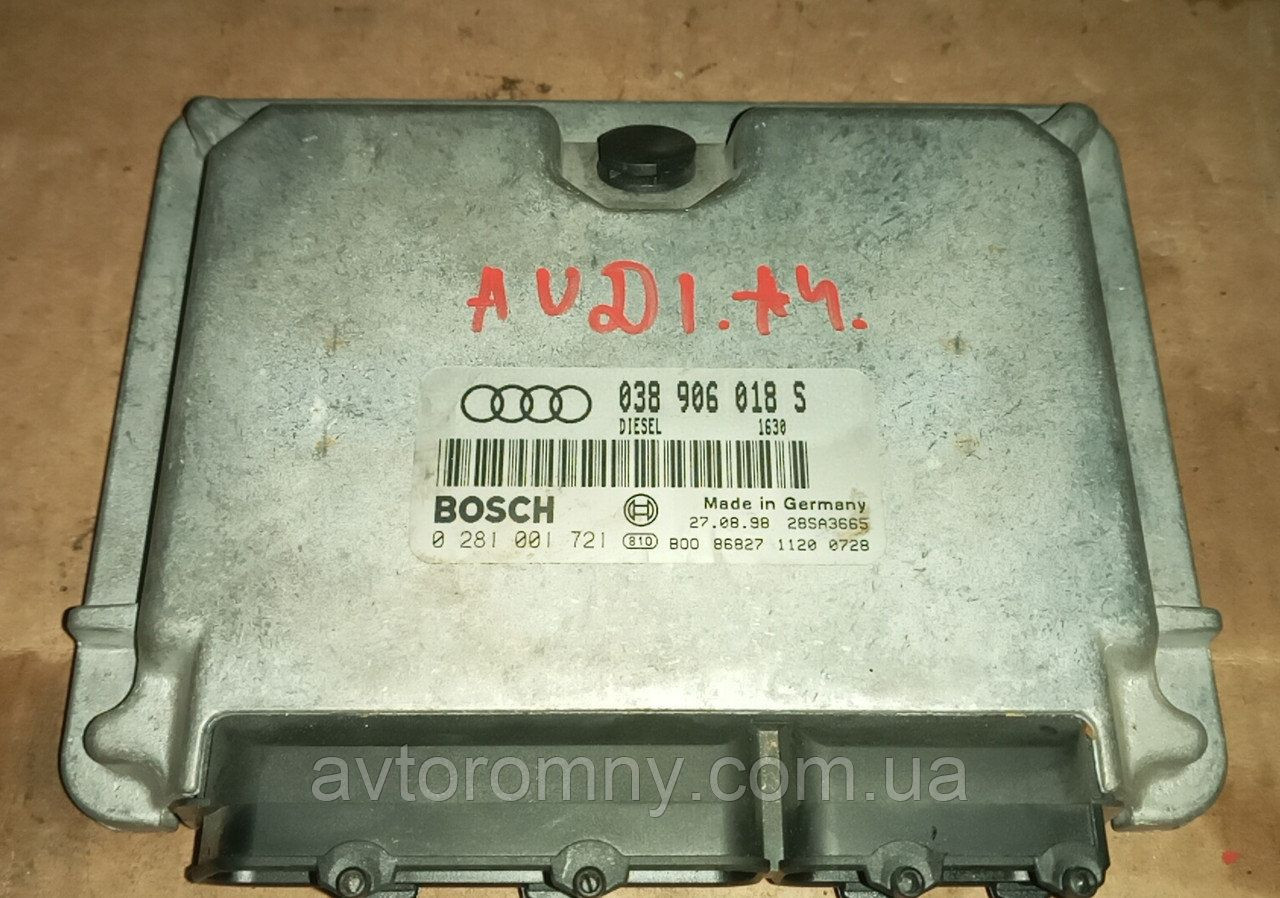 AUDI.A4.
038 906 018 S
DIESEL 1630
BOSCH Made in Germany
27.08.98 28SA3665
0 281 001 721 810 B00 86827 1120 0728
avtoromny.com.ua